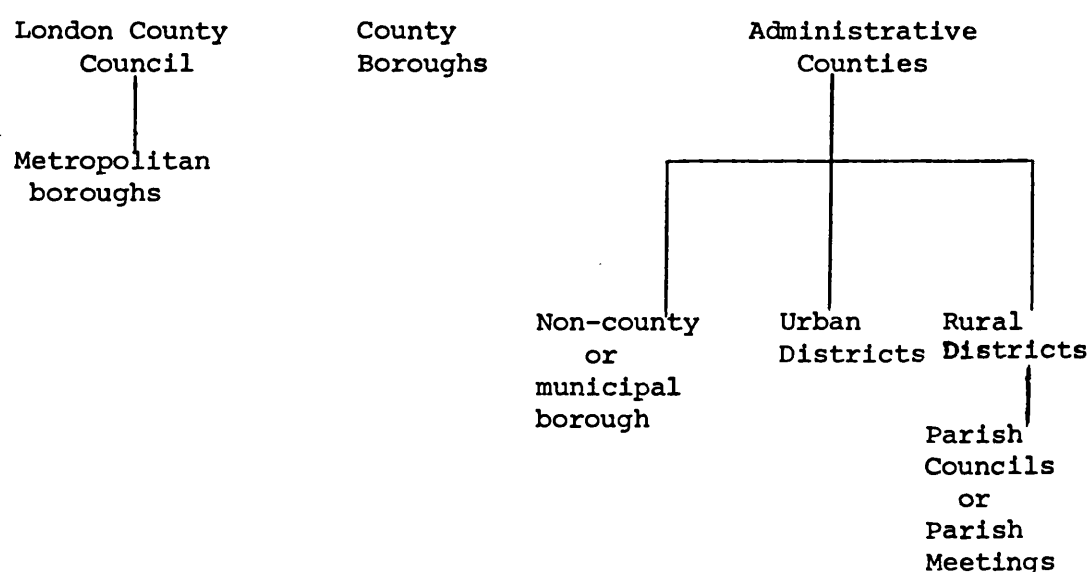 London County
Council
County
Boroughs
Administrative
Counties
Metropolitan
boroughs
Non-county
or
municipal
borough
Urban
Districts
Rural
Districts
Parish
Councils
or
Parish
Meetings